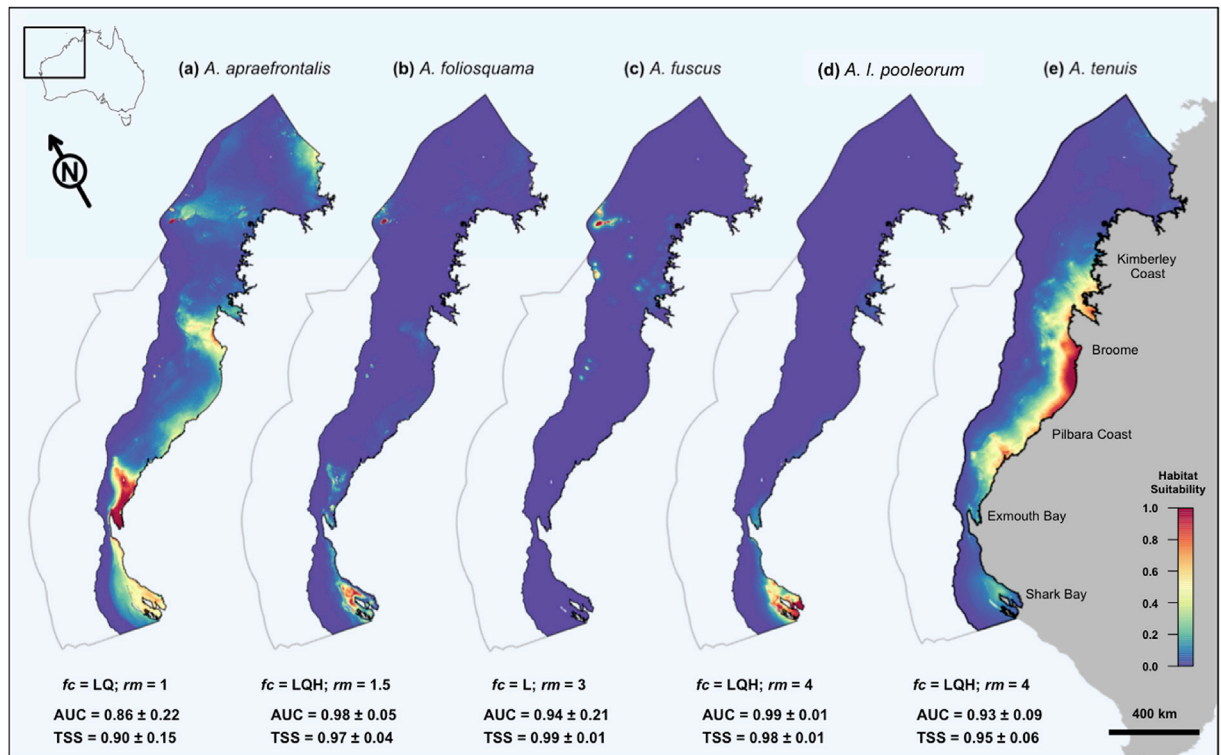 (a) A. apraefrontalis
(b) A. foliosquama
(c) A. fuscus
(d) A. l. pooleorum
(e) A. tenuis
N
Kimberley
Coast
Broome
Pilbara Coast
Exmouth Bay
Shark Bay
Habitat
Suitability
1.0
0.8
0.6
0.4
0.2
0.0
fc = LQ; rm = 1
AUC = 0.86 ± 0.22
TSS = 0.90 ± 0.15
fc = LQH; rm = 1.5
AUC = 0.98 ± 0.05
TSS = 0.97 ± 0.04
fc = L; rm = 3
AUC = 0.94 ± 0.21
TSS = 0.99 ± 0.01
fc = LQH; rm = 4
AUC = 0.99 ± 0.01
TSS = 0.98 ± 0.01
fc = LQH; rm = 4
AUC = 0.93 ± 0.09
TSS = 0.95 ± 0.06
400 km